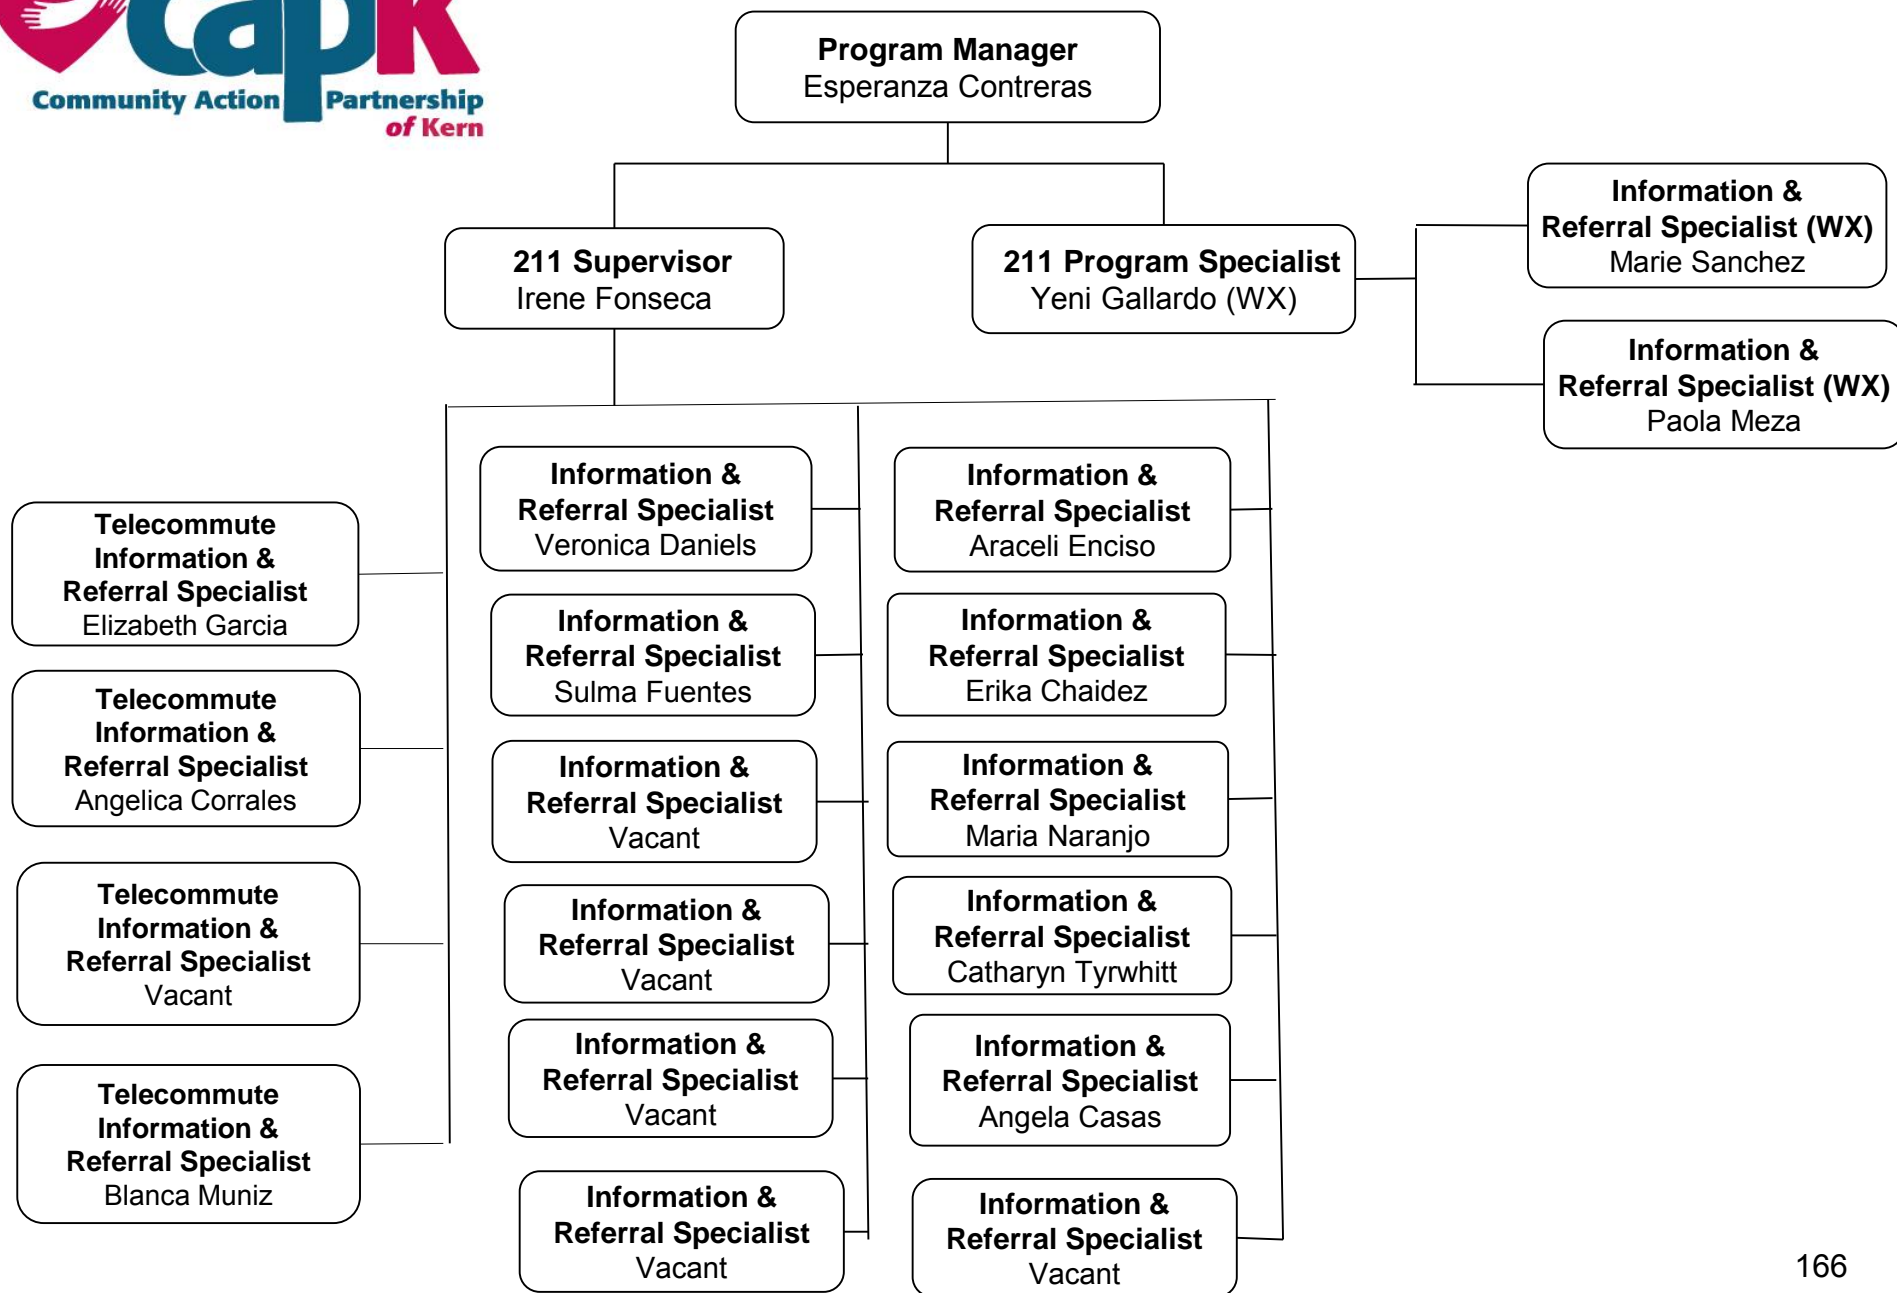 capk
Community Action Partnership
of Kern
Program Manager
Esperanza Contreras
211 Supervisor
Irene Fonseca
211 Program Specialist
Yeni Gallardo (WX)
Information &
Referral Specialist (WX)
Marie Sanchez
Information &
Referral Specialist (WX)
Paola Meza
Telecommute
Information &
Referral Specialist
Elizabeth Garcia
Telecommute
Information &
Referral Specialist
Angelica Corrales
Telecommute
Information &
Referral Specialist
Vacant
Telecommute
Information &
Referral Specialist
Blanca Muniz
Information &
Referral Specialist
Veronica Daniels
Information &
Referral Specialist
Sulma Fuentes
Information &
Referral Specialist
Vacant
Information &
Referral Specialist
Vacant
Information &
Referral Specialist
Vacant
Information &
Referral Specialist
Vacant
Information &
Referral Specialist
Araceli Enciso
Information &
Referral Specialist
Erika Chaidez
Information &
Referral Specialist
Maria Naranjo
Information &
Referral Specialist
Catharyn Tyrwhitt
Information &
Referral Specialist
Angela Casas
Information &
Referral Specialist
Vacant
166